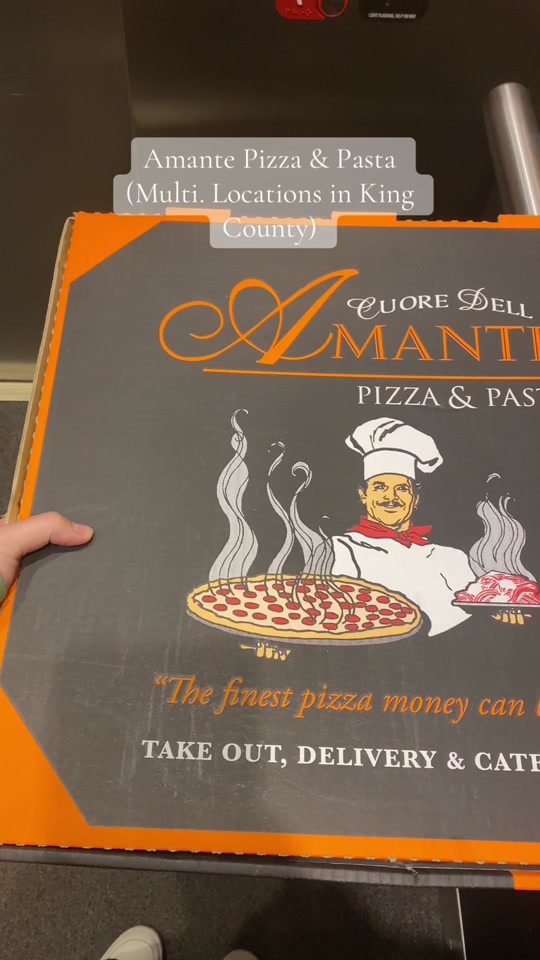 Amante Pizza & Pasta
(Multi. Locations in King
County)
CUORE DELL
AMANTE
PIZZA & PAST
"The finest pizza money can
TAKE OUT, DELIVERY & CATE